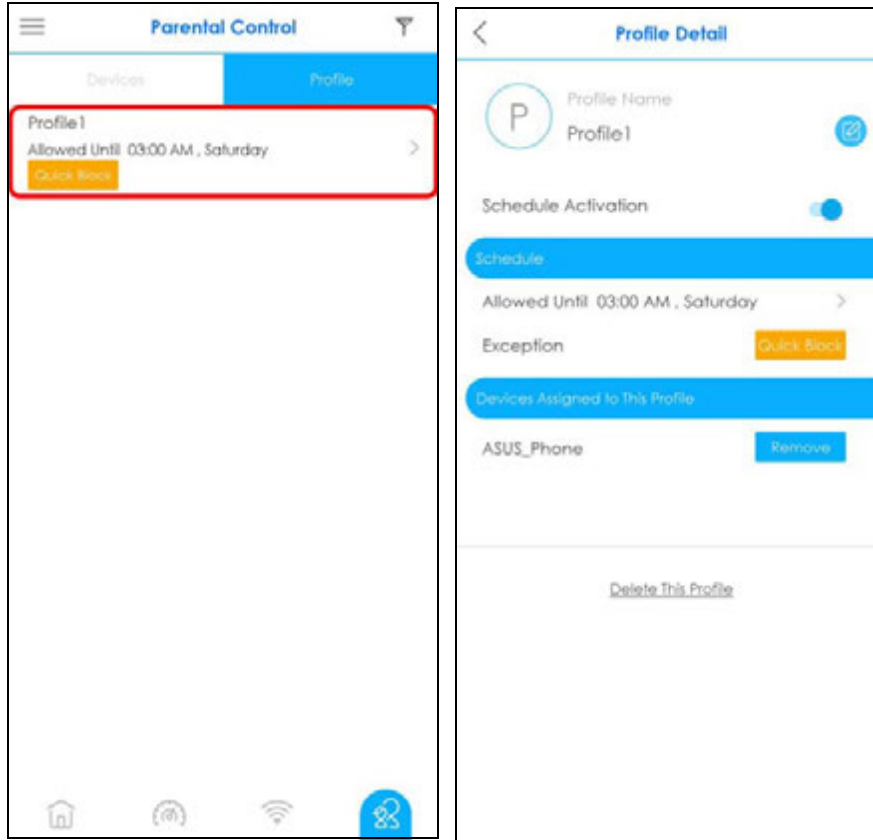 Parental Control
Devices
Profile
Profile1
Allowed Until 03:00 AM , Saturday
Quick Block
Profile Detail
P
Profile Name
Profile1
Schedule Activation
Schedule
Allowed Until 03:00 AM , Saturday
Exception
Quick Block
Devices Assigned to This Profile
ASUS_Phone
Remove
Delete This Profile